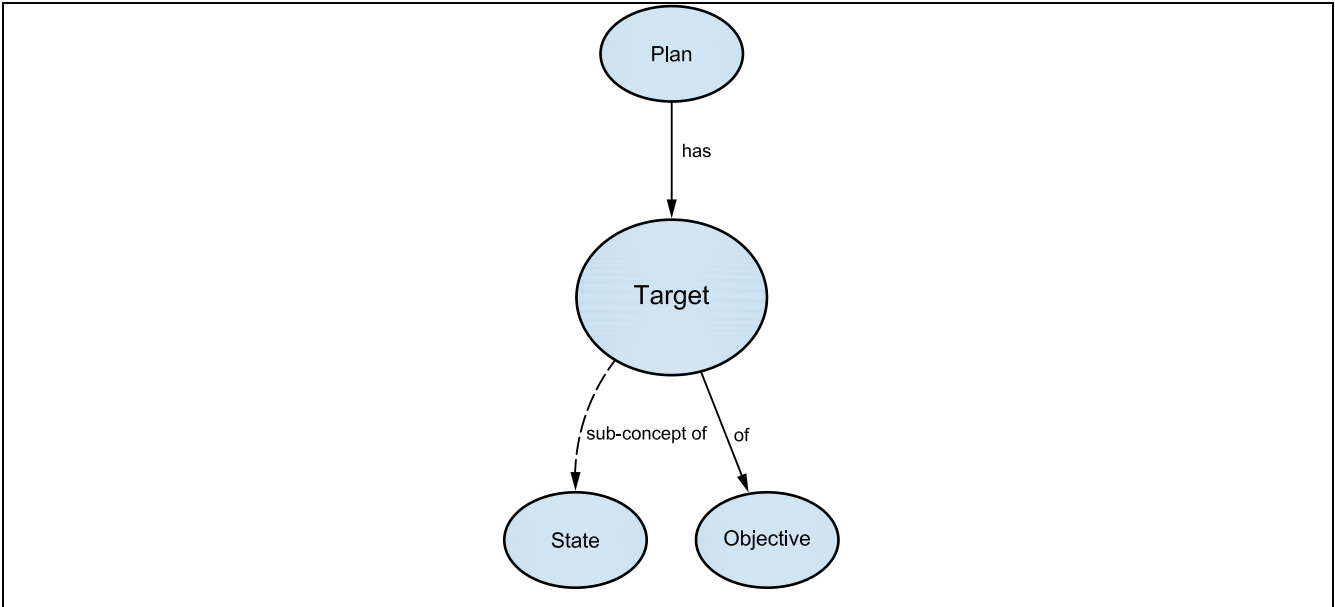 Plan
has
Target
sub-concept of
of
State
Objective